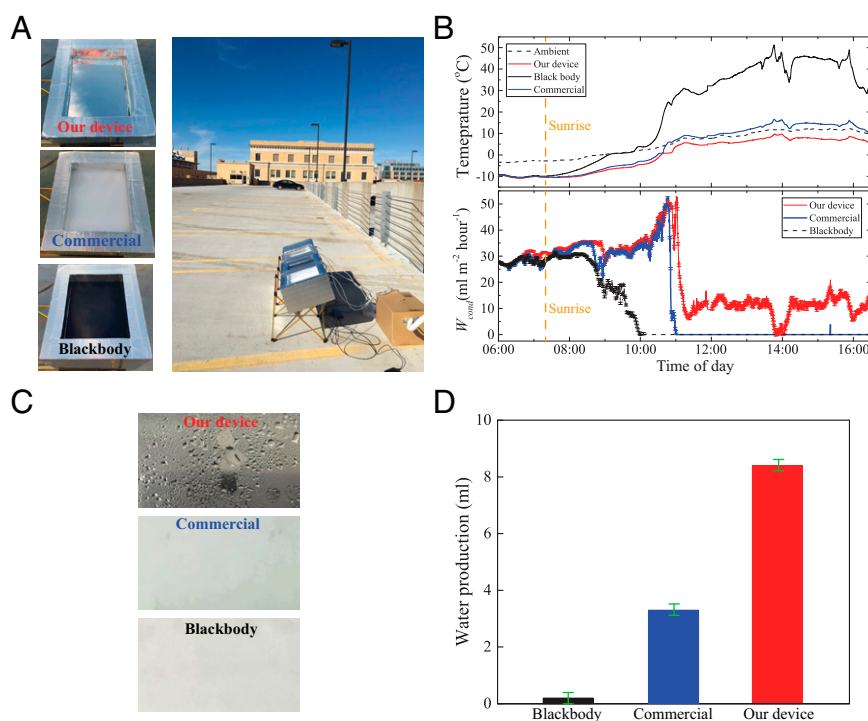 A
Our device
Commercial
Blackbody
B
Temeprature (°C)
50
40
30
20
10
0
-10
Ambient
Our device
Black body
Commercial
Sunrise
W_cond(ml m⁻² hour⁻¹)
50
40
30
20
10
0
Our device
Commercial
Blackbody
Sunrise
06:00 08:00 10:00 12:00 14:00 16:00
Time of day
C
Our device
Commercial
Blackbody
D
Water production (ml)
10
8
6
4
2
0
Blackbody Commercial Our device